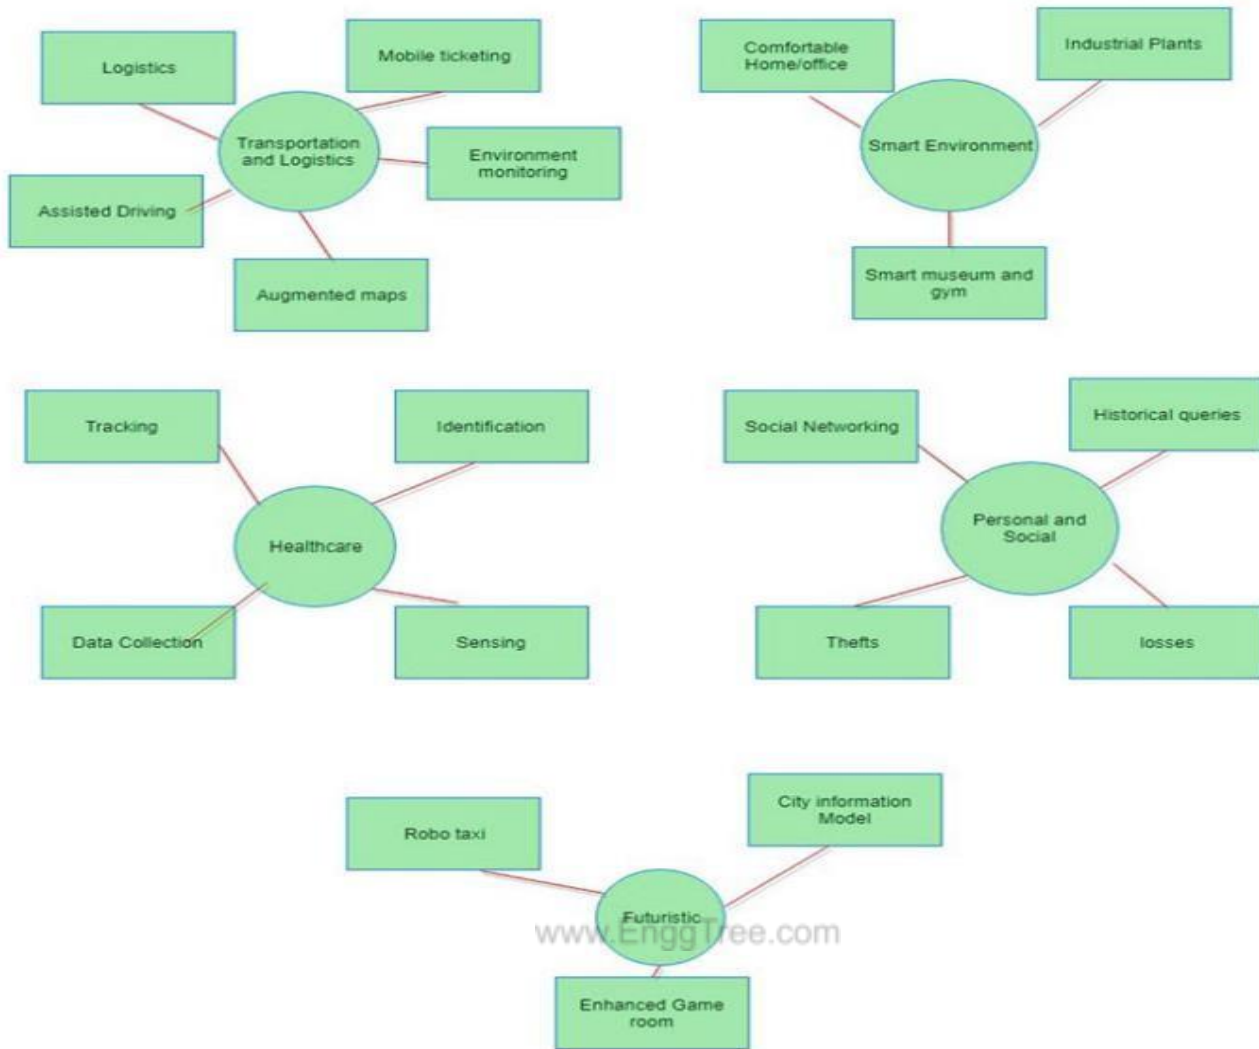 Logistics
Mobile ticketing
Transportation
and Logistics
Environment
monitoring
Assisted Driving
Augmented maps
Comfortable
Home/office
Industrial Plants
Smart Environment
Smart museum and
gym
Tracking
Identification
Healthcare
Data Collection
Sensing
Social Networking
Historical queries
Personal and
Social
Thefts
losses
Robo taxi
City information
Model
Futuristic
www.EnggTree.com
Enhanced Game
room